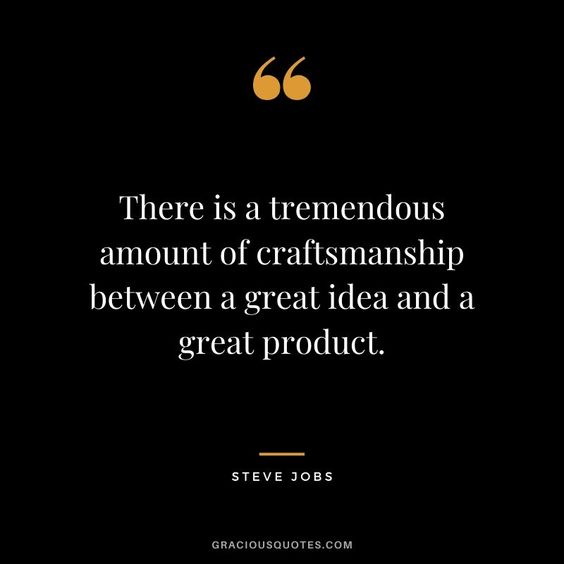 “
There is a tremendous
amount of craftsmanship
between a great idea and a
great product.
STEVE JOBS
GRACIOUSQUOTES.COM